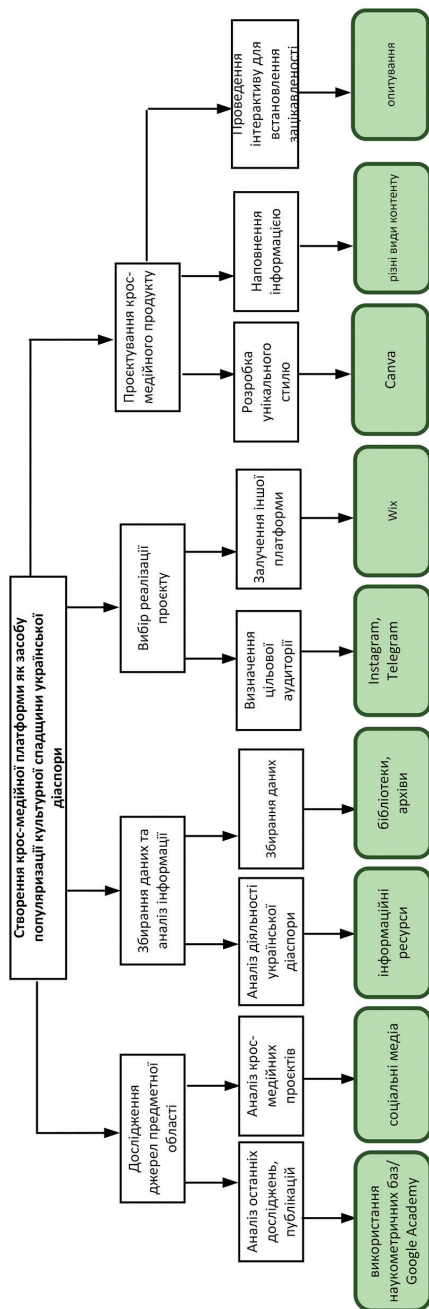 Створення крос-медійної платформи як засобу
популяризації культурної спадщини української
діаспори
Дослідження
джерел предметної
області
Збирання даних та
аналіз інформації
Вибір реалізації
проєкту
Проєктування крос-
медійного продукту
Аналіз останніх
досліджень,
публікацій
Аналіз крос-
медійних
проєктів
Аналіз діяльності
української
діаспори
Збирання даних
Визначення
цільової
аудиторії
Залучення іншої
платформи
Розробка
унікального
стилю
Наповнення
інформацією
Проведення
інтерактиву для
встановлення
зацікавленості
використання
наукометричних баз/
Google Academy
соціальні медіа
інформаційні
ресурси
бібліотеки,
архіви
Instagram,
Telegram
Wix
Canva
різні види контенту
опитування